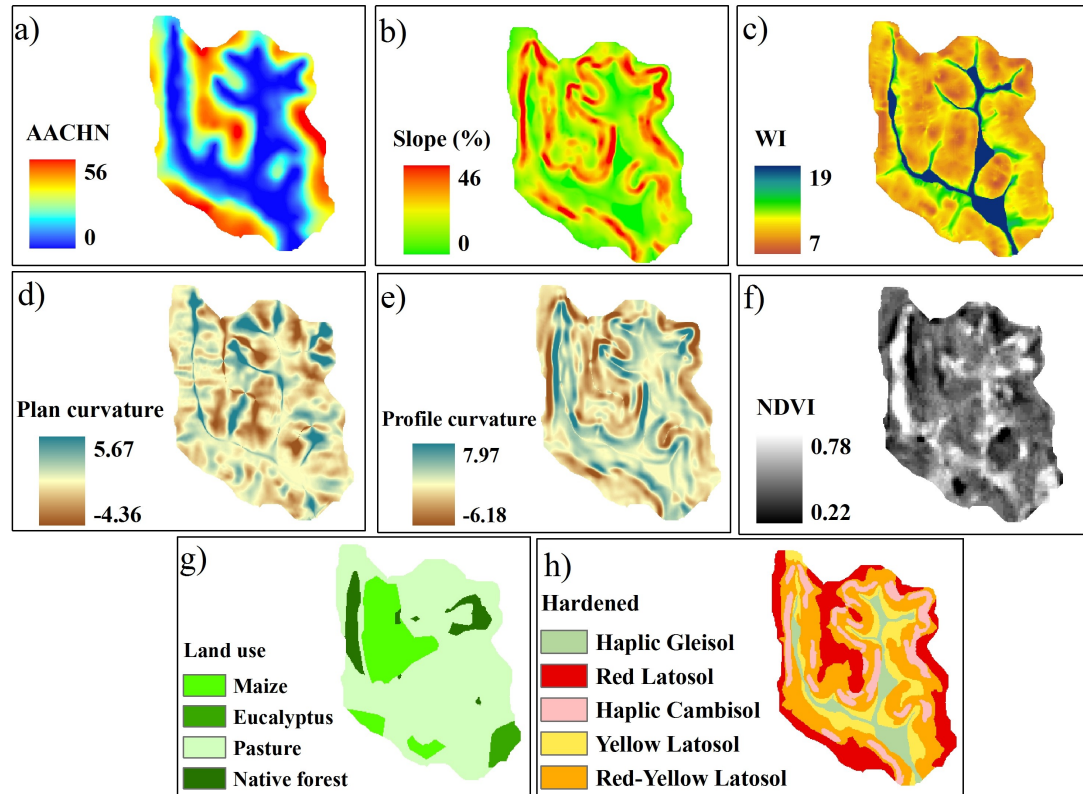 a)
AACHN
56
0
b)
Slope (%)
46
0
c)
WI
19
7
d)
Plan curvature
5.67
-4.36
e)
Profile curvature
7.97
-6.18
f)
NDVI
0.78
0.22
g)
Land use
Maize
Eucalyptus
Pasture
Native forest
h)
Hardened
Haplic Gleisol
Red Latosol
Haplic Cambisol
Yellow Latosol
Red-Yellow Latosol